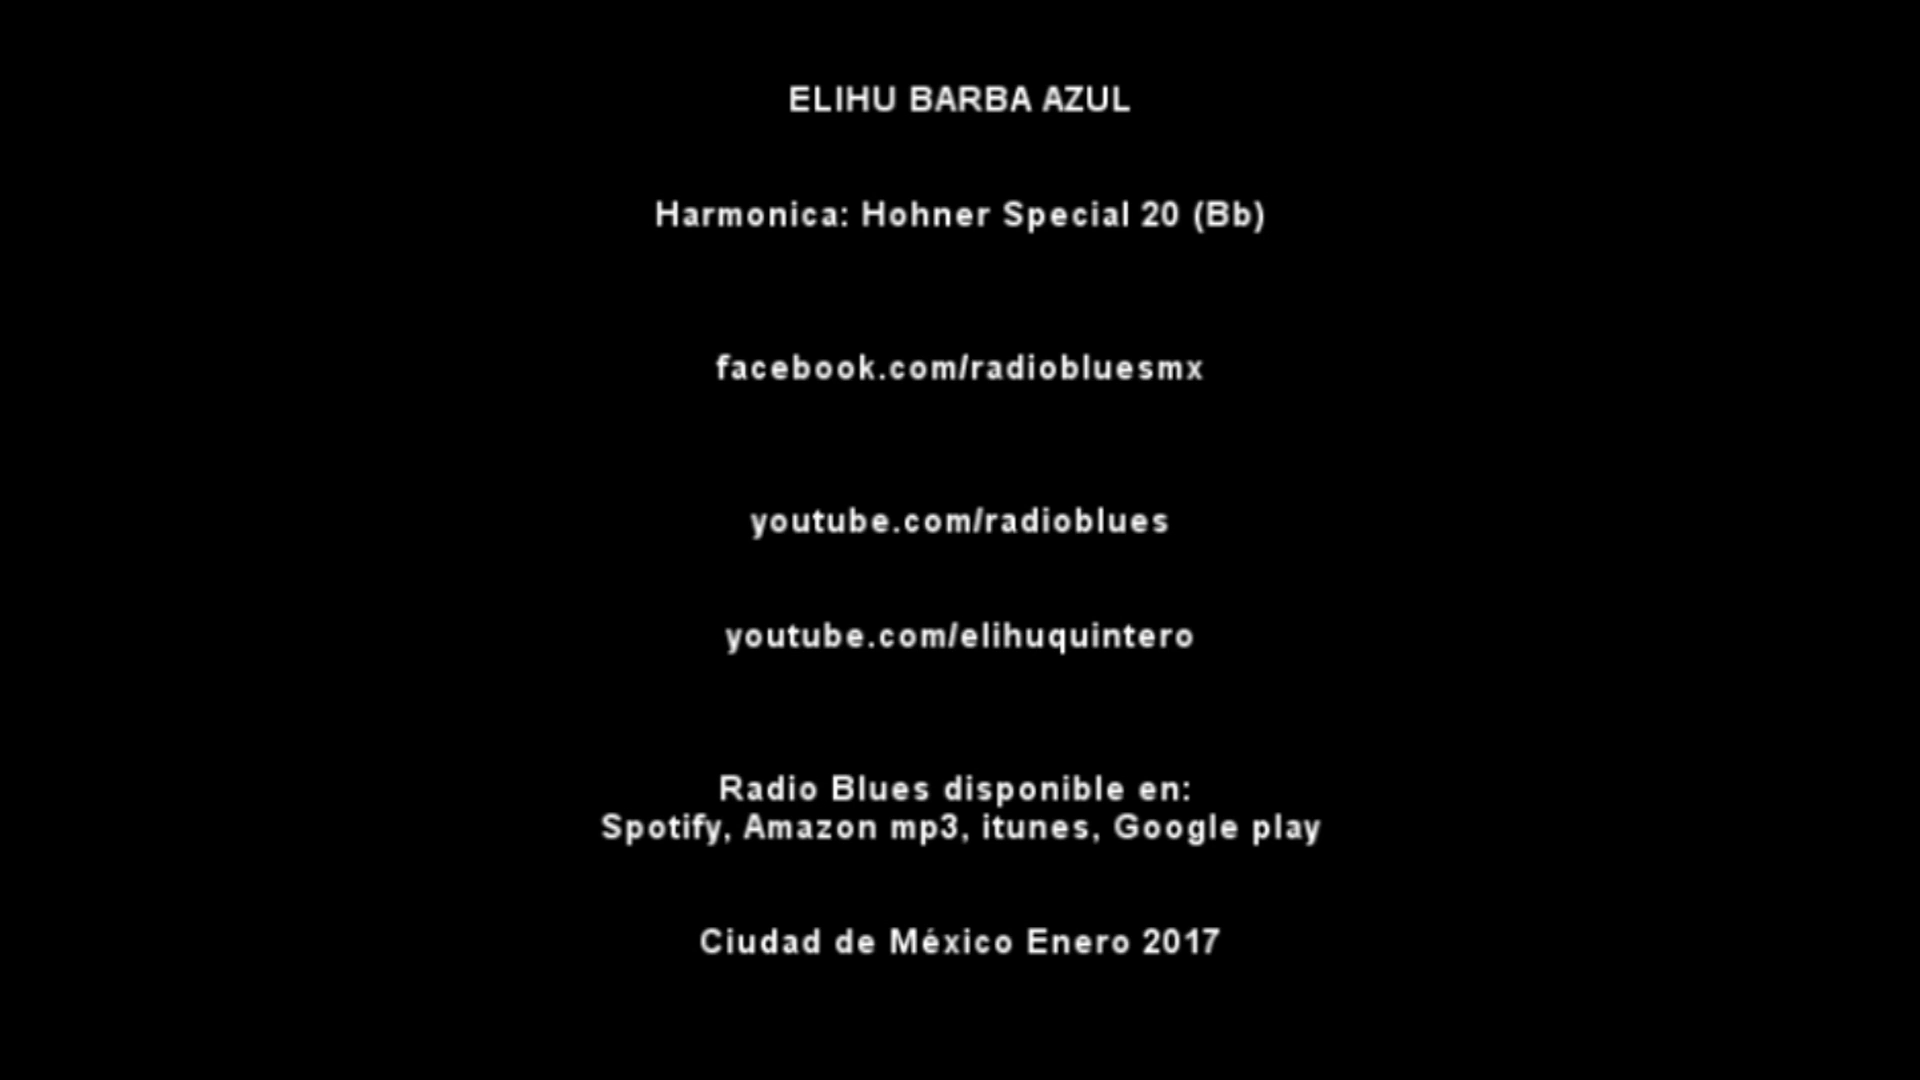 ELIHU BARBA AZUL
Harmonica: Hohner Special 20 (Bb)
facebook.com/radiobluesmx
youtube.com/radioblues
youtube.com/elihuquintero
Radio Blues disponible en:
Spotify, Amazon mp3, itunes, Google play
Ciudad de México Enero 2017